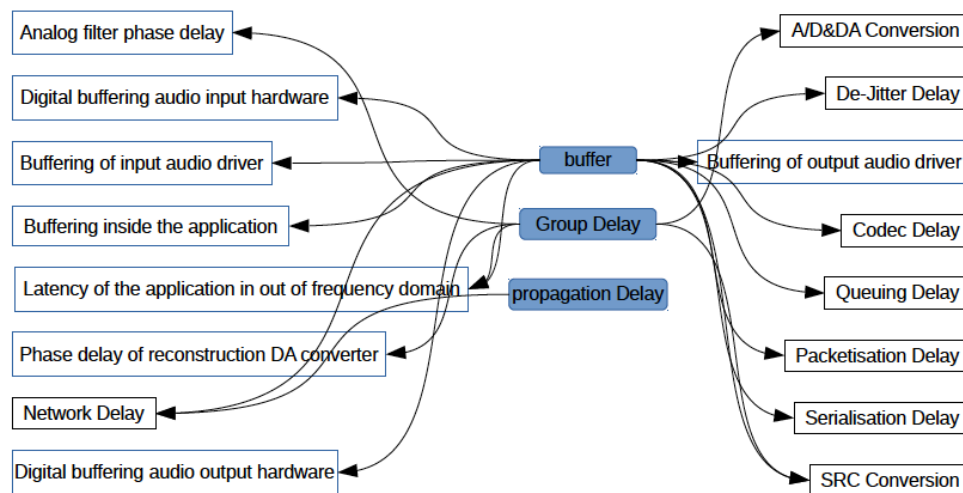 Analog filter phase delay
Digital buffering audio input hardware
Buffering of input audio driver
Buffering inside the application
Latency of the application in out of frequency domain
Phase delay of reconstruction DA converter
Network Delay
Digital buffering audio output hardware
buffer
Group Delay
propagation Delay
A/D&DA Conversion
De-Jitter Delay
Buffering of output audio driver
Codec Delay
Queuing Delay
Packetisation Delay
Serialisation Delay
SRC Conversion